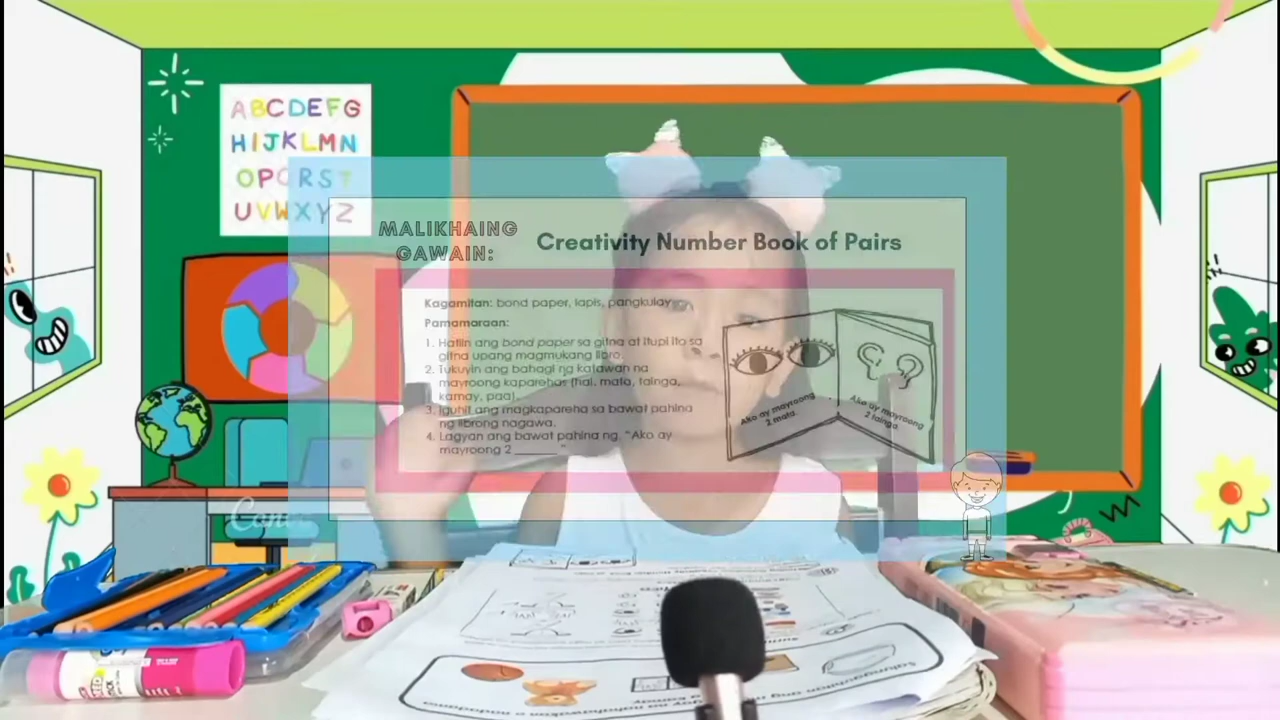 ABCDEFG
HIJKLMN
OPQRST
UVWXYZ
MALIKHAING
GAWAIN:
Creativity Number Book of Pairs
Kagamitan: bond paper, lapis, pangkulay
Pamamaraan:
1. Hatiin ang bond paper sa gitna at itupi ito sa
gitna upang magmukang libro.
2. Tukuyin ang bahagi ng katawan na
mayroong kaparehas (hal. mata, tainga,
kamay, paa).
3. Iguhit ang magkapareha sa bawat pahina
ng librong nagawa.
4. Lagyan ang bawat pahina ng, "Ako ay
mayroong 2 ______ "
Ako ay mayroong
2 mata.
Ako ay mayroong
2 tainga.